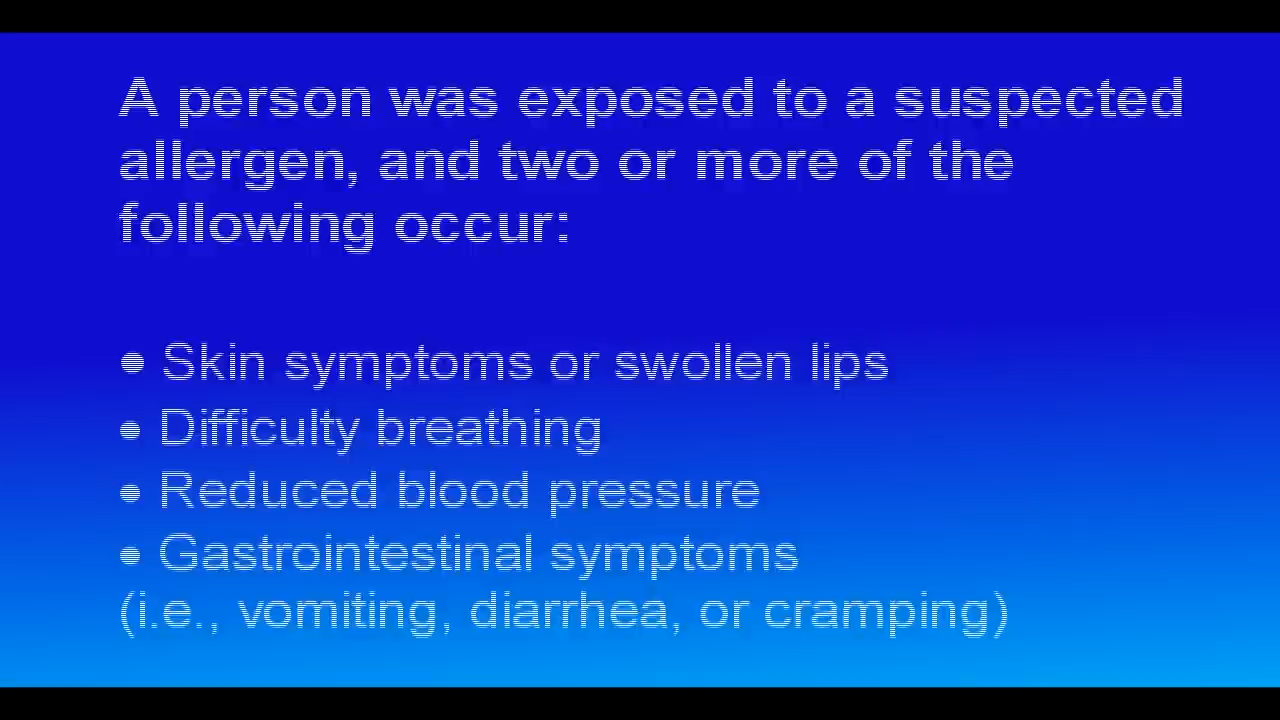 A person was exposed to a suspected
allergen, and two or more of the
following occur:
● Skin symptoms or swollen lips
● Difficulty breathing
● Reduced blood pressure
● Gastrointestinal symptoms
(i.e., vomiting, diarrhea, or cramping)